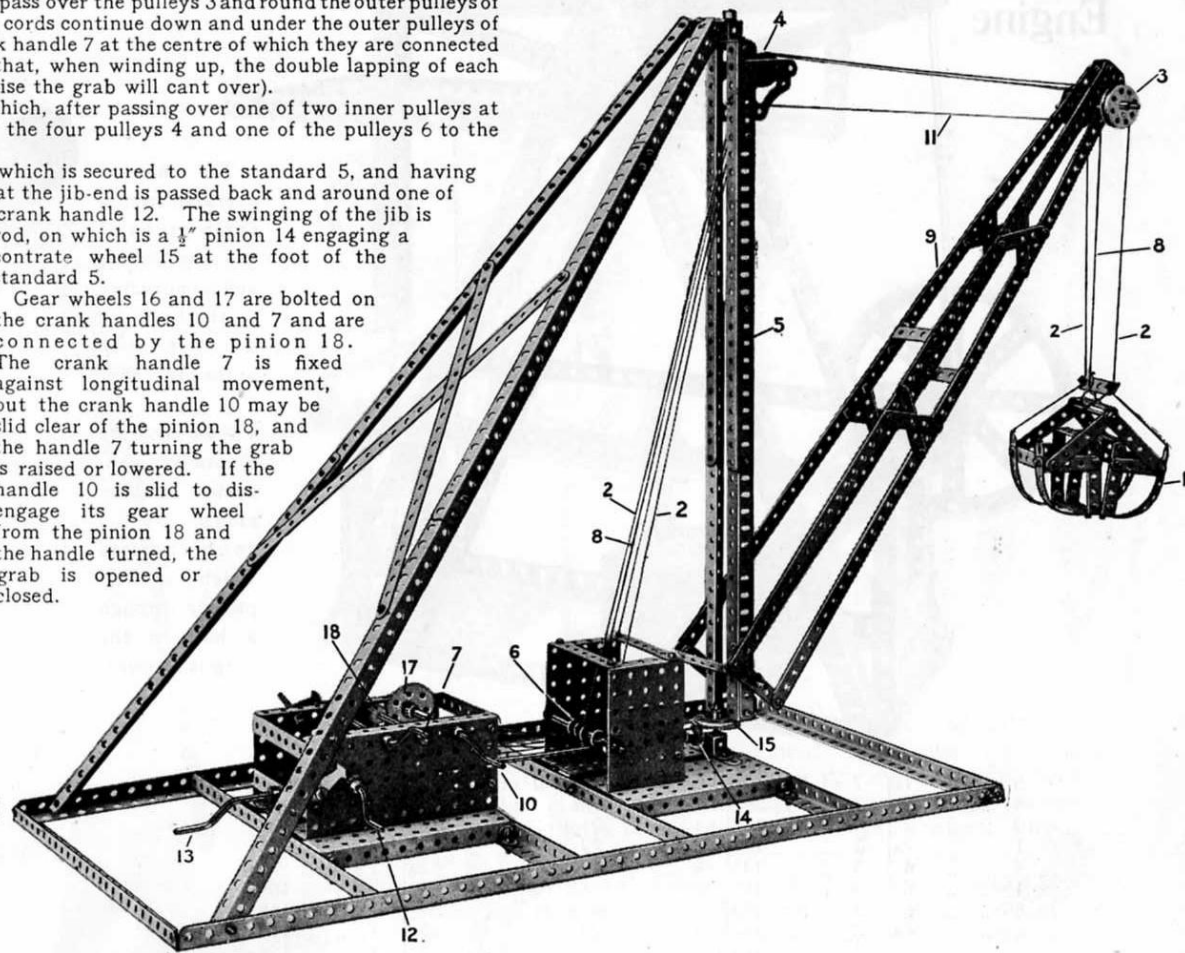 pass over the pulleys 3 and round the outer pulleys of
cords continue down and under the outer pulleys of
k handle 7 at the centre of which they are connected
that, when winding up, the double lapping of each
ise the grab will cant over).
hich, after passing over one of two inner pulleys at
the four pulleys 4 and one of the pulleys 6 to the
which is secured to the standard 5, and having
at the jib-end is passed back and around one of
crank handle 12. The swinging of the jib is
rod, on which is a ½″ pinion 14 engaging a
contrate wheel 15 at the foot of the
standard 5.
Gear wheels 16 and 17 are bolted on
the crank handles 10 and 7 and are
connected by the pinion 18.
The crank handle 7 is fixed
against longitudinal movement,
but the crank handle 10 may be
slid clear of the pinion 18, and
the handle 7 turning the grab
is raised or lowered. If the
handle 10 is slid to dis-
engage its gear wheel
from the pinion 18 and
the handle turned, the
grab is opened or
closed.
Engine
4
3
11
9
8
5
2
2
1
2
2
8
18
17
7
6
15
10
14
13
12